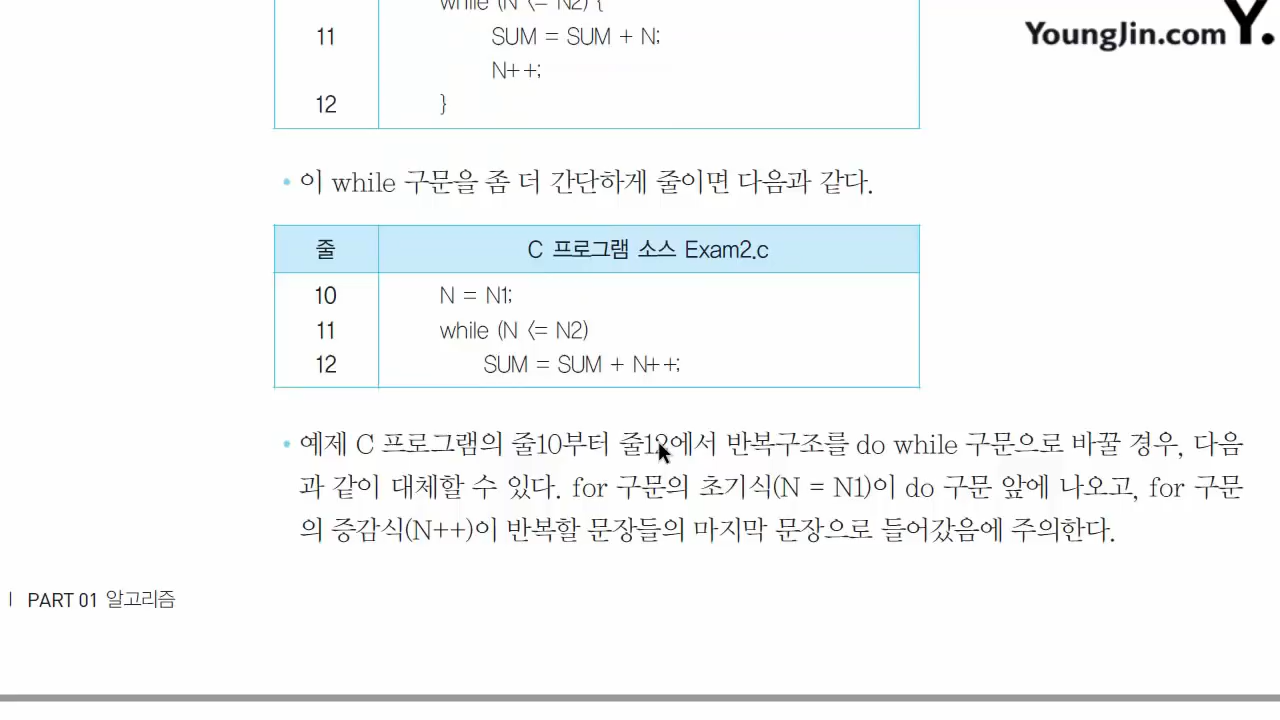 while (N <= N2) {
YoungJin.com Y.
11 SUM = SUM + N;
N++;
12 }
• 이 while 구문을 좀 더 간단하게 줄이면 다음과 같다.
줄 C 프로그램 소스 Exam2.c
10 N = N1;
11 while (N <= N2)
12 SUM = SUM + N++;
• 예제 C 프로그램의 줄10부터 줄12에서 반복구조를 do while 구문으로 바꿀 경우, 다음
과 같이 대체할 수 있다. for 구문의 초기식(N = N1)이 do 구문 앞에 나오고, for 구문
의 증감식(N++)이 반복할 문장들의 마지막 문장으로 들어갔음에 주의한다.
| PART 01 알고리즘